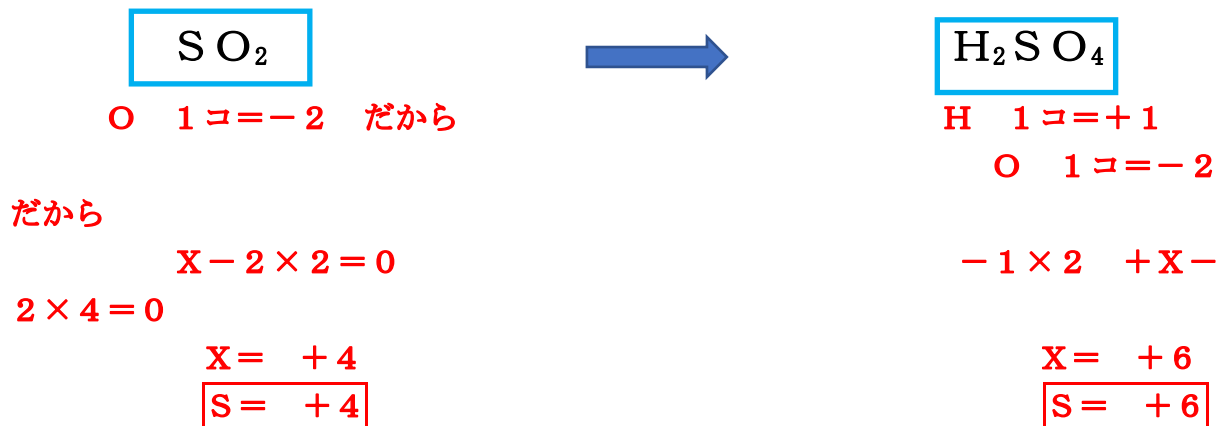 ＳＯ₂　Ｈ₂ＳＯ₄
Ｏ　１コ＝－２　だから　Ｈ　１コ＝＋１
Ｏ　１コ＝－２
だから
Ｘ－２×２＝０　－１×２　＋Ｘ－
２×４＝０
Ｘ＝　＋４　Ｘ＝　＋６
Ｓ＝　＋４　Ｓ＝　＋６